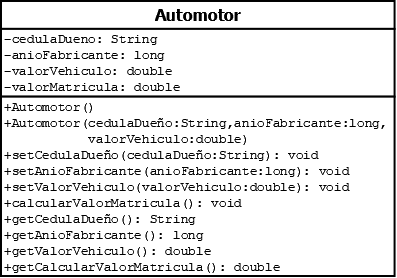 Automotor
-cedulaDueno: String
-anioFabricante: long
-valorVehiculo: double
-valorMatricula: double
+Automotor()
+Automotor(cedulaDueño:String,anioFabricante:long,
valorVehiculo:double)
+setCedulaDueño(cedulaDueño:String): void
+setAnioFabricante(anioFabricante:long): void
+setValorVehiculo(valorVehiculo:double): void
+calcularValorMatricula(): void
+getCedulaDueño(): String
+getAnioFabricante(): long
+getValorVehiculo(): double
+getCalcularValorMatricula(): double